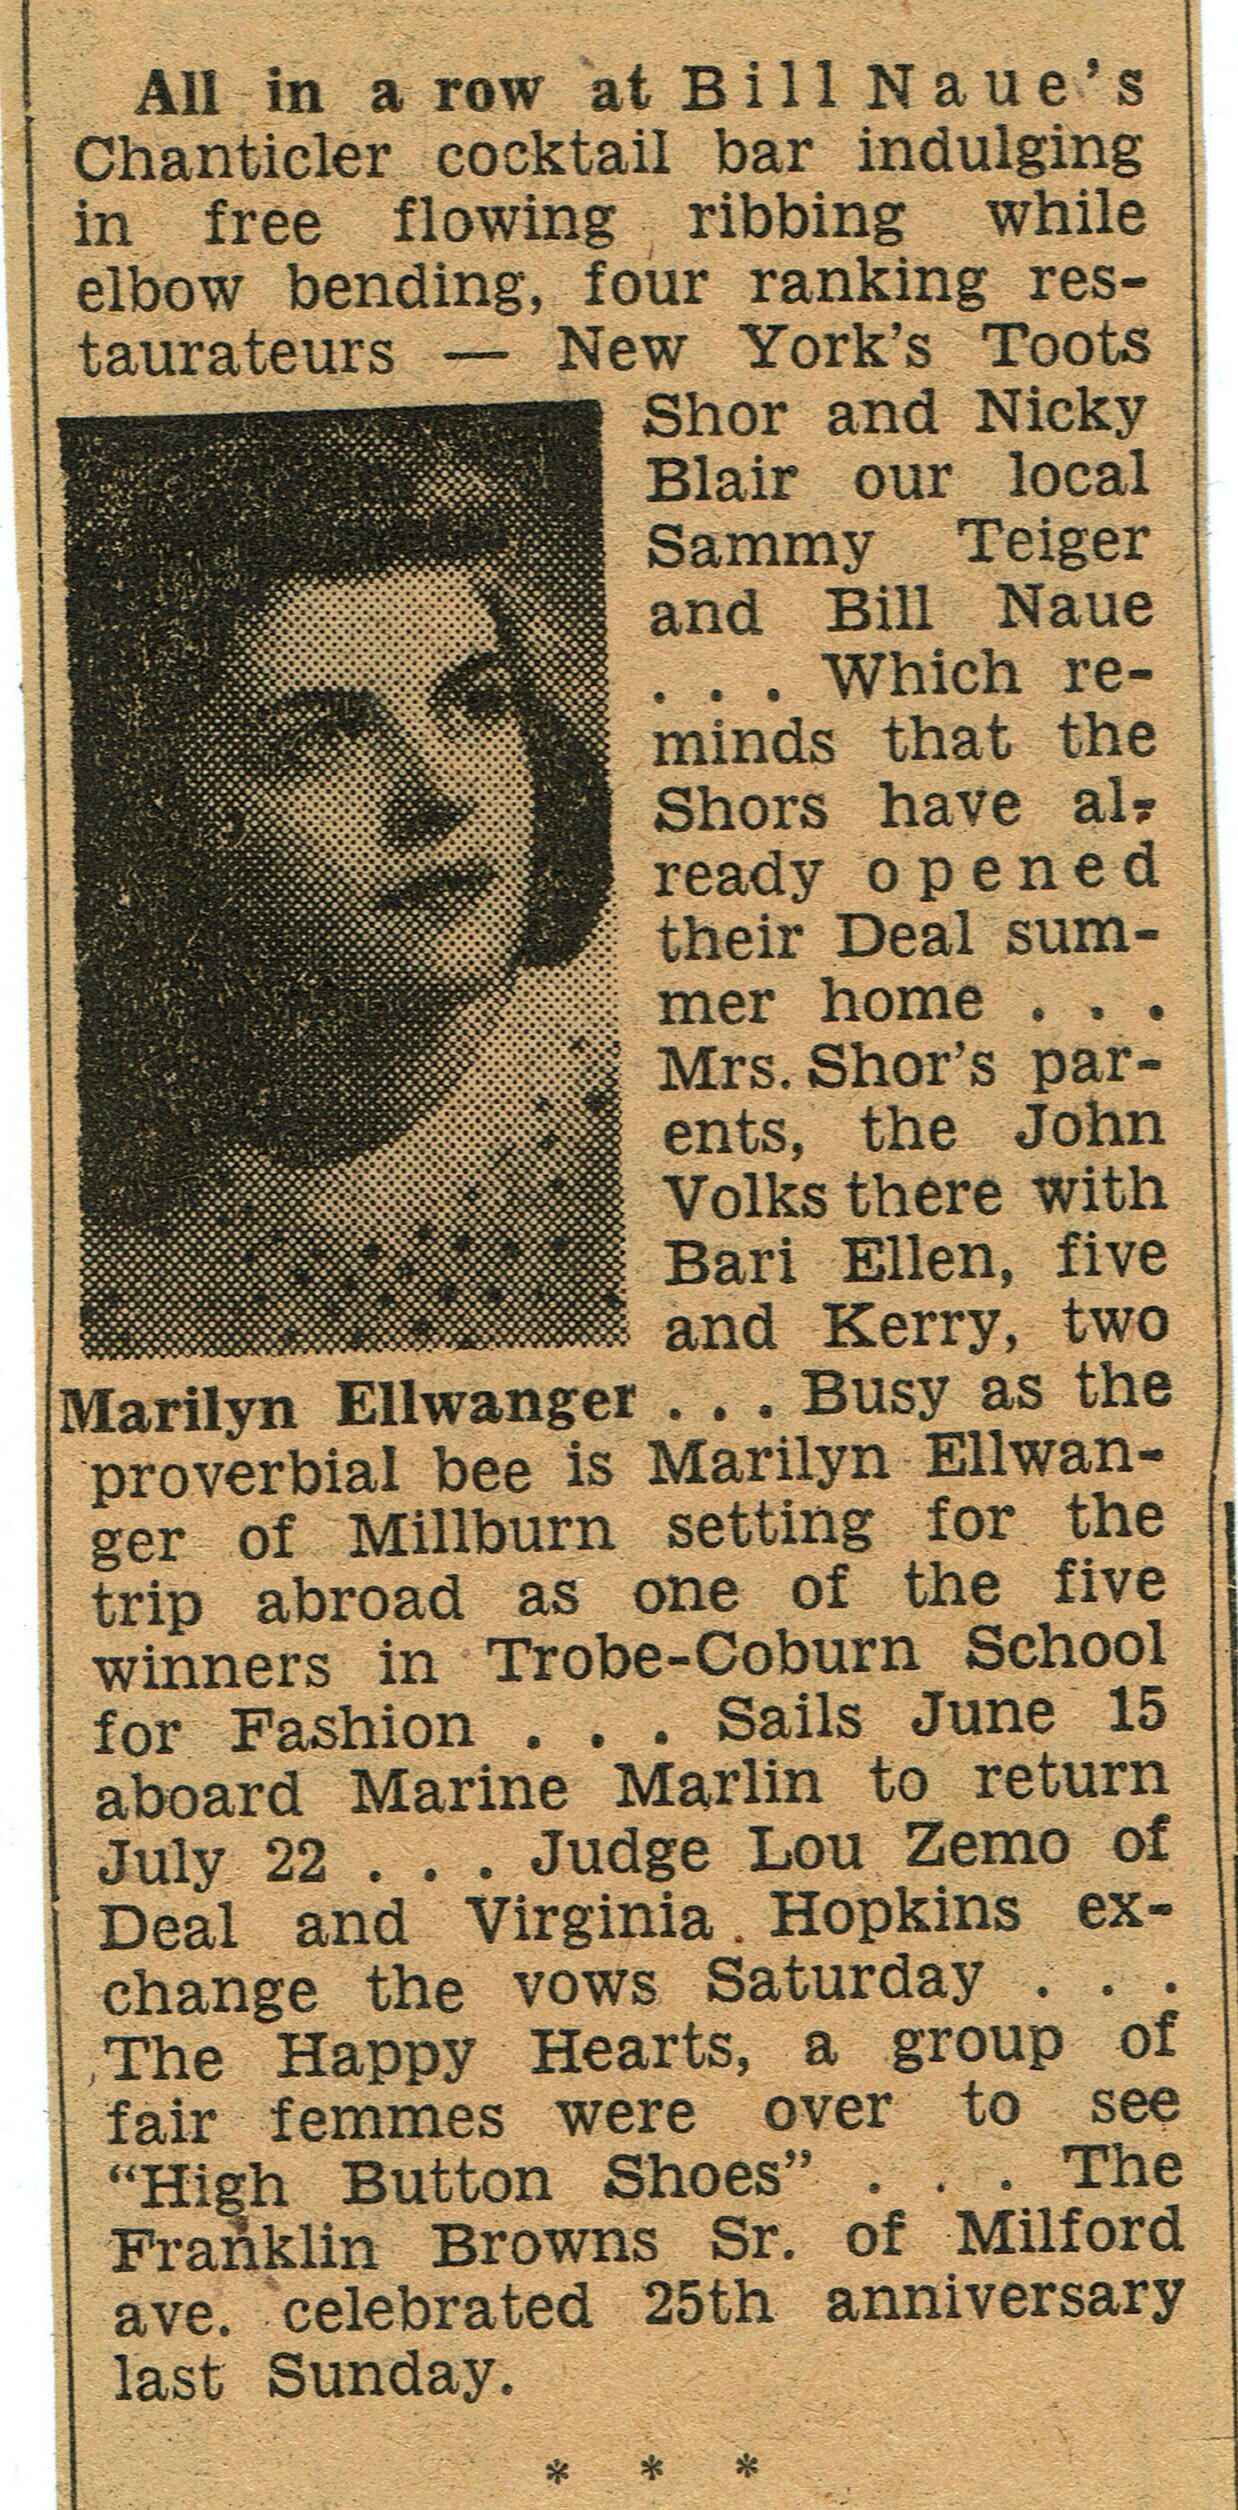 All in a row at Bill Naue's
Chanticler cocktail bar indulging
in free flowing ribbing while
elbow bending, four ranking res-
taurateurs — New York's Toots
Shor and Nicky
Blair our local
Sammy Teiger
and Bill Naue
. . . Which re-
minds that the
Shors have al-
ready opened
their Deal sum-
mer home . . .
Mrs. Shor's par-
ents, the John
Volks there with
Bari Ellen, five
and Kerry, two
Marilyn Ellwanger . . . Busy as the
proverbial bee is Marilyn Ellwan-
ger of Millburn setting for the
trip abroad as one of the five
winners in Trobe-Coburn School
for Fashion . . . Sails June 15
aboard Marine Marlin to return
July 22 . . . Judge Lou Zemo of
Deal and Virginia Hopkins ex-
change the vows Saturday . . .
The Happy Hearts, a group of
fair femmes were over to see
“High Button Shoes” . . . The
Franklin Browns Sr. of Milford
ave. celebrated 25th anniversary
last Sunday.
* * *